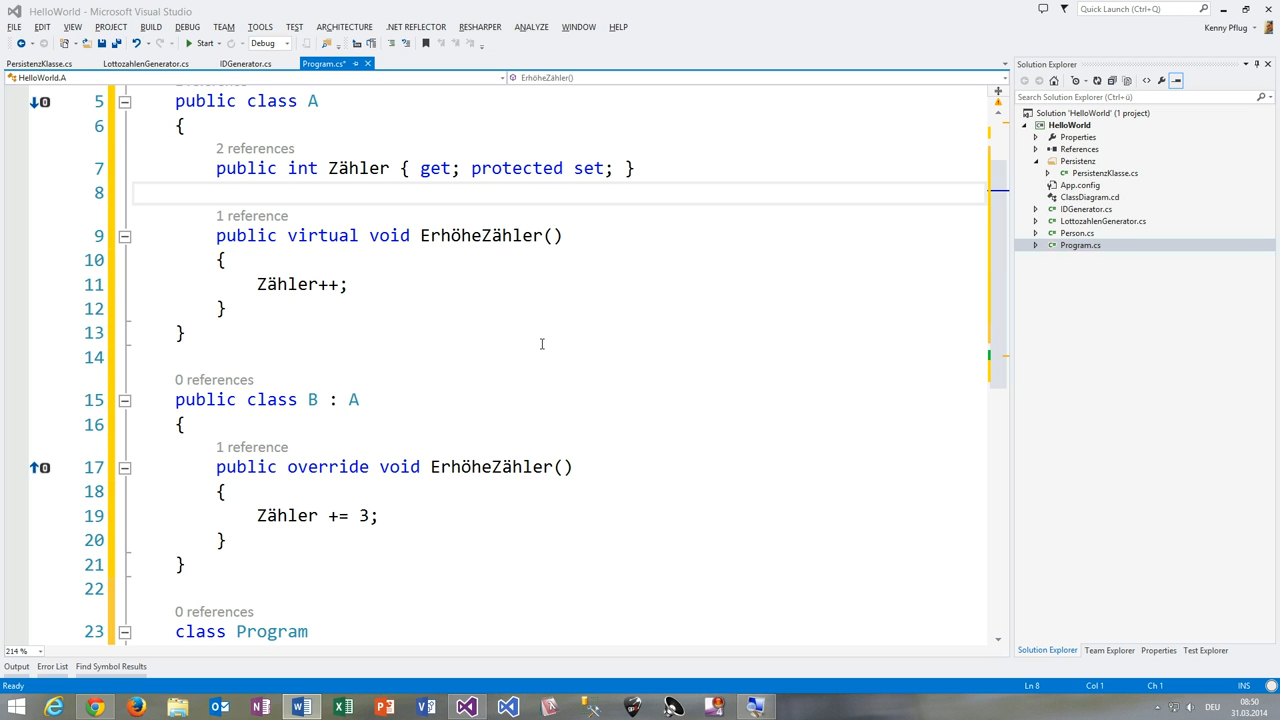 HelloWorld - Microsoft Visual Studio
Quick Launch (Ctrl+Q)
FILE EDIT VIEW PROJECT BUILD DEBUG TEAM TOOLS TEST ARCHITECTURE .NET REFLECTOR RESHARPER ANALYZE WINDOW HELP
Kenny Pflug
Start Debug
PersistenzKlasse.cs LottozahlenGenerator.cs IDGenerator.cs Program.cs*
HelloWorld.A ErhöheZähler()
5 public class A
6 {
2 references
7 public int Zähler { get; protected set; }
8
1 reference
9 public virtual void ErhöheZähler()
10 {
11 Zähler++;
12 }
13 }
14
0 references
15 public class B : A
16 {
1 reference
17 public override void ErhöheZähler()
18 {
19 Zähler += 3;
20 }
21 }
22
0 references
23 class Program
214 %
Solution Explorer
Search Solution Explorer (Ctrl+ü)
Solution 'HelloWorld' (1 project)
HelloWorld
Properties
References
Persistenz
PersistenzKlasse.cs
App.config
ClassDiagram.cd
IDGenerator.cs
LottozahlenGenerator.cs
Person.cs
Program.cs
Solution Explorer Team Explorer Properties Test Explorer
Output Error List Find Symbol Results
Ready Ln 8 Col 1 Ch 1 INS
DEU 08:50
31.03.2014